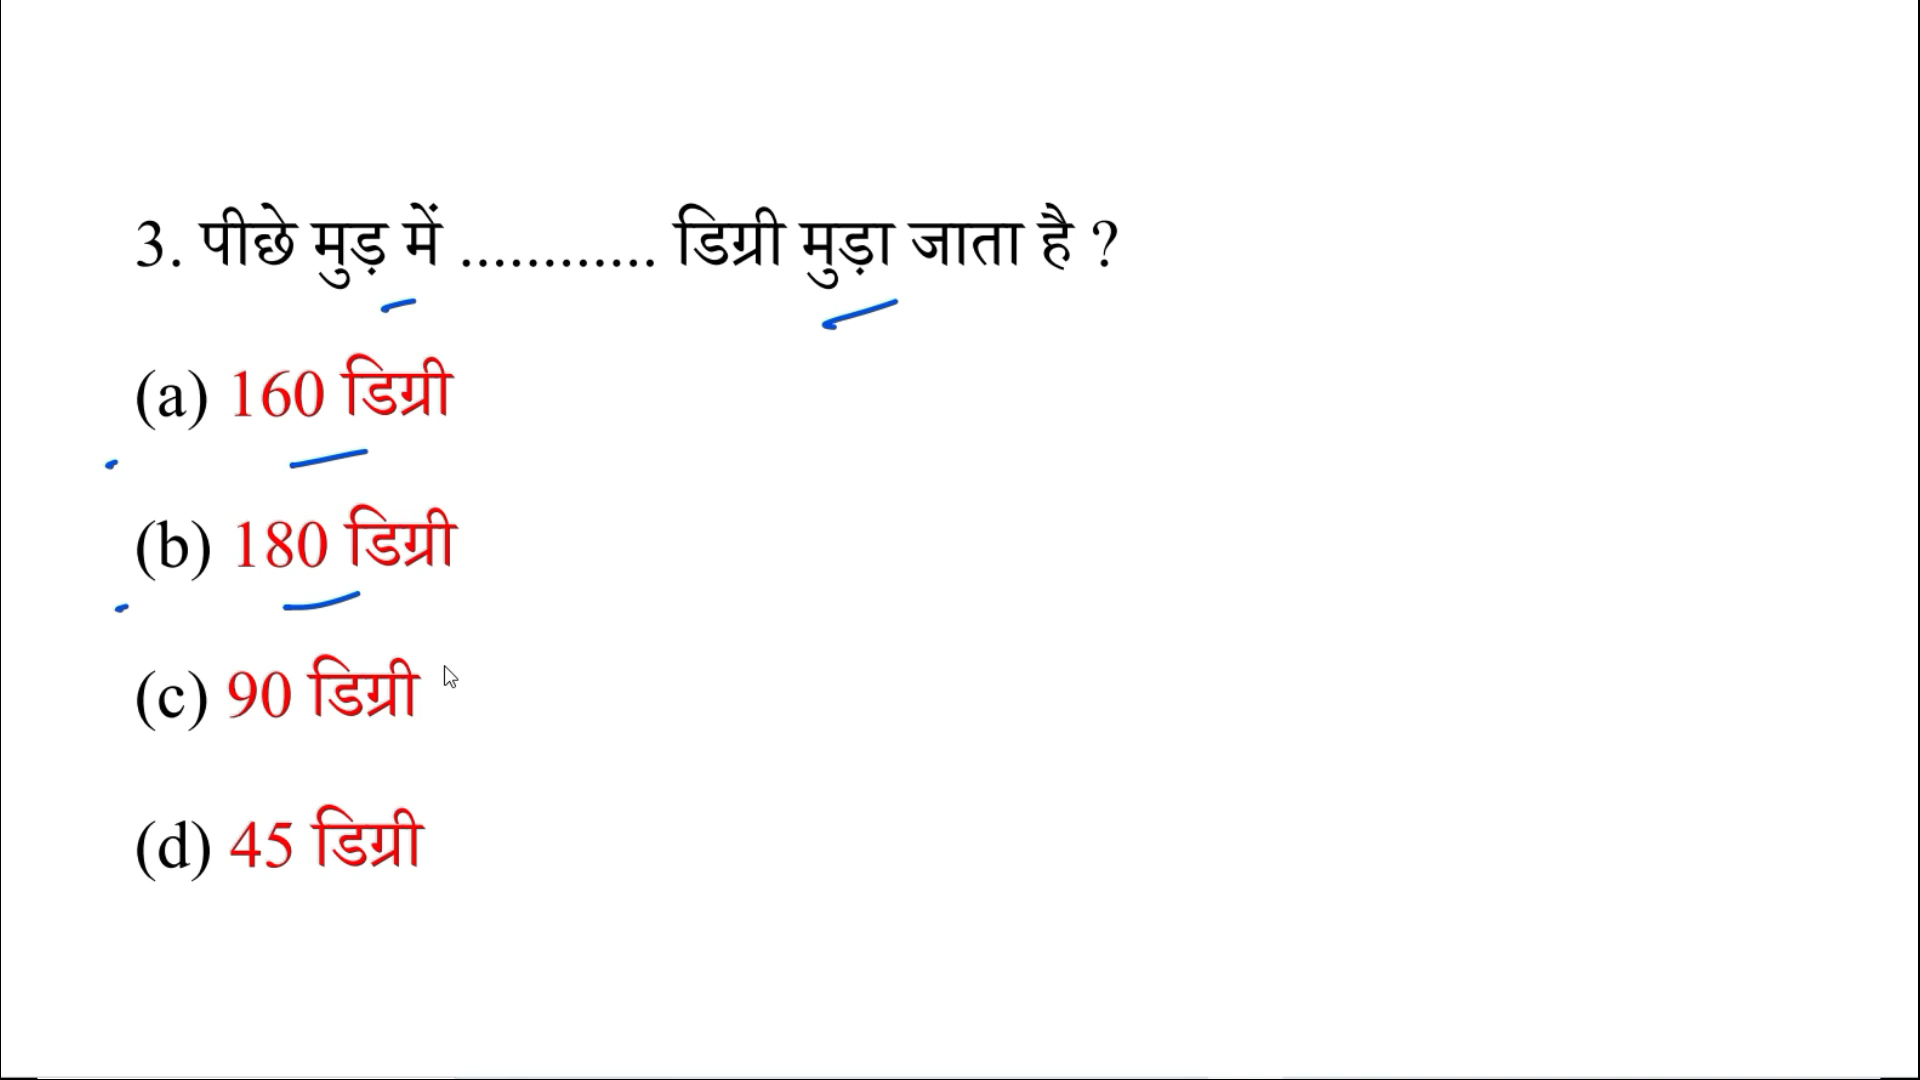 3. पीछे मुड़ में ............ डिग्री मुड़ा जाता है ?
(a) 160 डिग्री
(b) 180 डिग्री
(c) 90 डिग्री
(d) 45 डिग्री